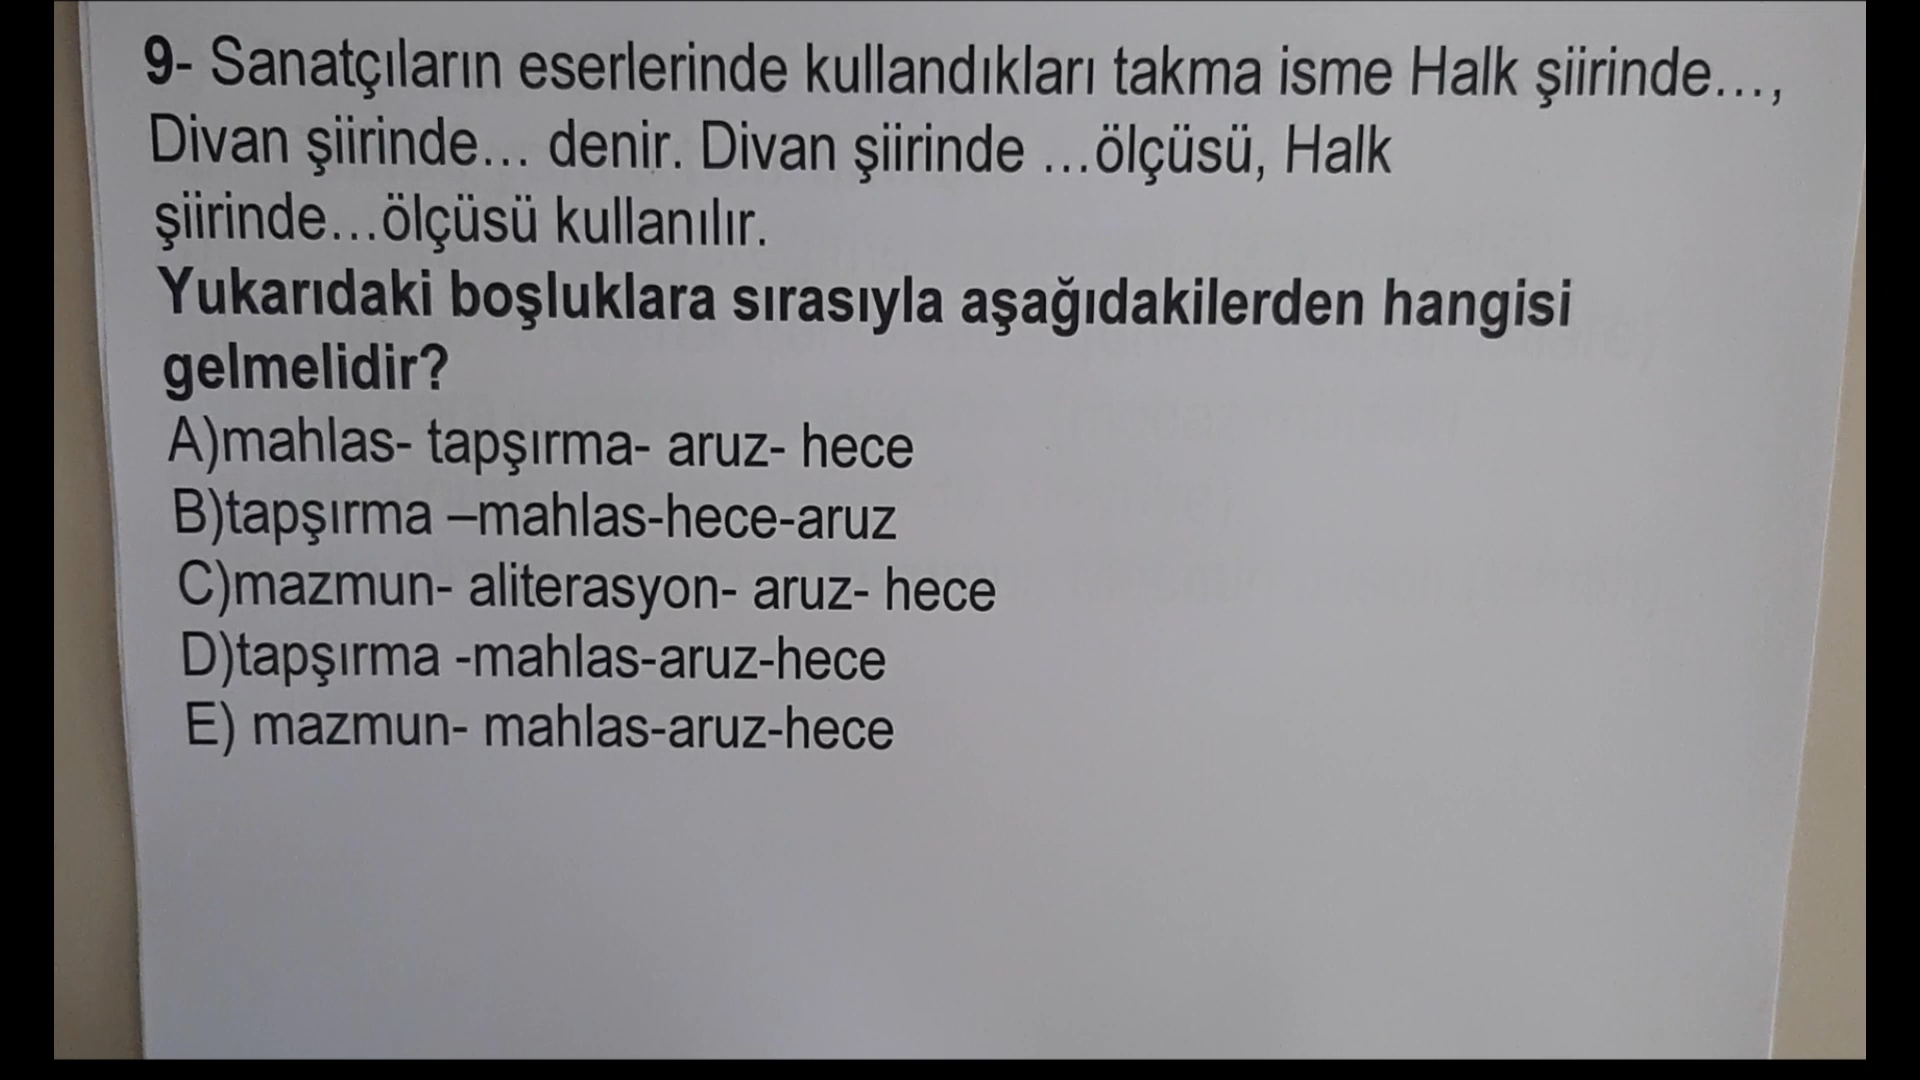 9- Sanatçıların eserlerinde kullandıkları takma isme Halk şiirinde...,
Divan şiirinde... denir. Divan şiirinde ...ölçüsü, Halk
şiirinde...ölçüsü kullanılır.
Yukarıdaki boşluklara sırasıyla aşağıdakilerden hangisi
gelmelidir?
A)mahlas- tapşırma- aruz- hece
B)tapşırma –mahlas-hece-aruz
C)mazmun- aliterasyon- aruz- hece
D)tapşırma -mahlas-aruz-hece
E) mazmun- mahlas-aruz-hece